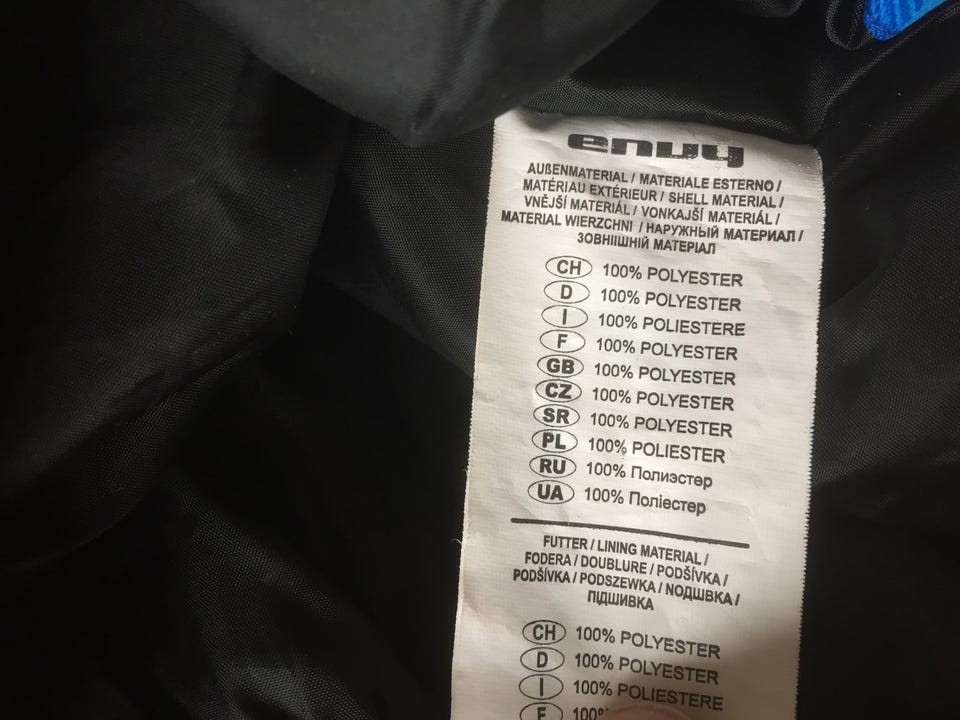 envy
AUßENMATERIAL / MATERIALE ESTERNO /
MATÉRIAU EXTÉRIEUR / SHELL MATERIAL /
VNĚJŠÍ MATERIÁL / VONKAJŠÍ MATERIÁL /
MATERIAL WIERZCHNI / НАРУЖНЫЙ МАТЕРИАЛ /
ЗОВНІІШНІЙ МАТЕРІАЛ
CH 100% POLYESTER
D 100% POLYESTER
I 100% POLIESTERE
F 100% POLYESTER
GB 100% POLYESTER
CZ 100% POLYESTER
SR 100% POLYESTER
PL 100% POLIESTER
RU 100% Полиэстер
UA 100% Поліестер
FUTTER / LINING MATERIAL /
FODERA / DOUBLURE / PODŠÍVKA /
PODŠÍVKA / PODSZEWKA / NОДШВКА /
ПІДШИВКА
CH 100% POLYESTER
D 100% POLYESTER
I 100% POLIESTERE
F 100%